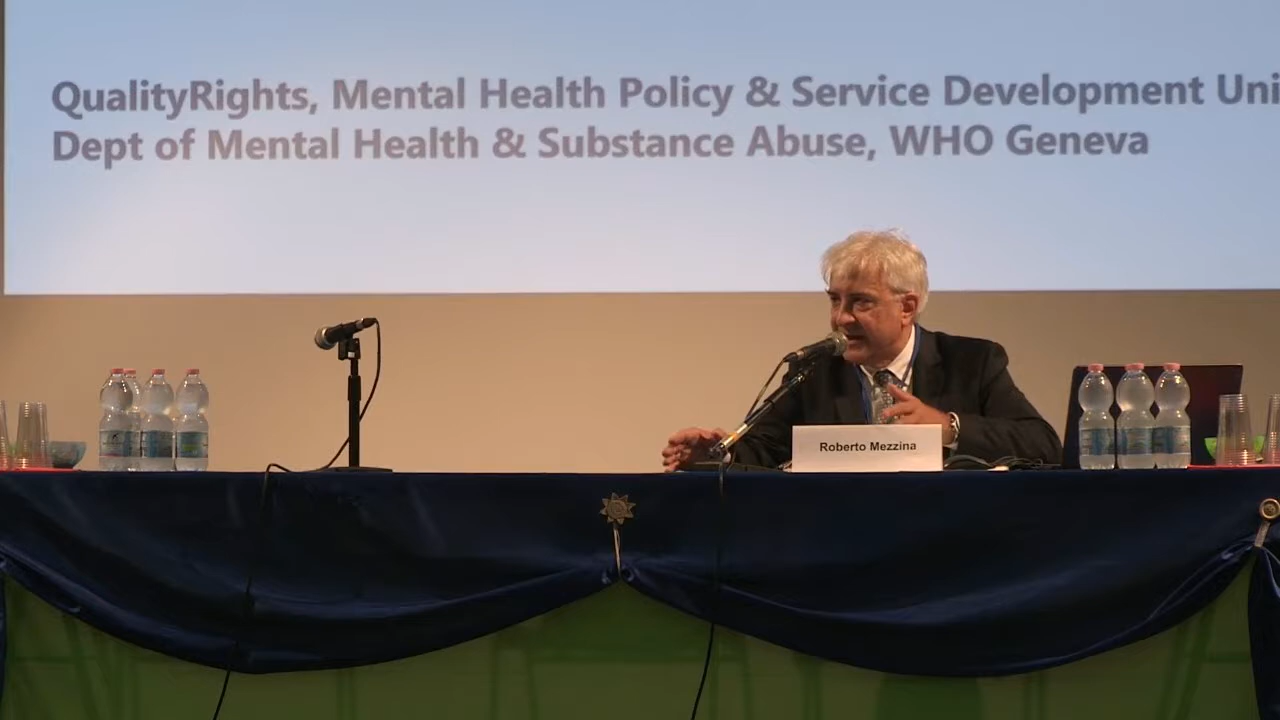 QualityRights, Mental Health Policy & Service Development Uni
Dept of Mental Health & Substance Abuse, WHO Geneva
Roberto Mezzina